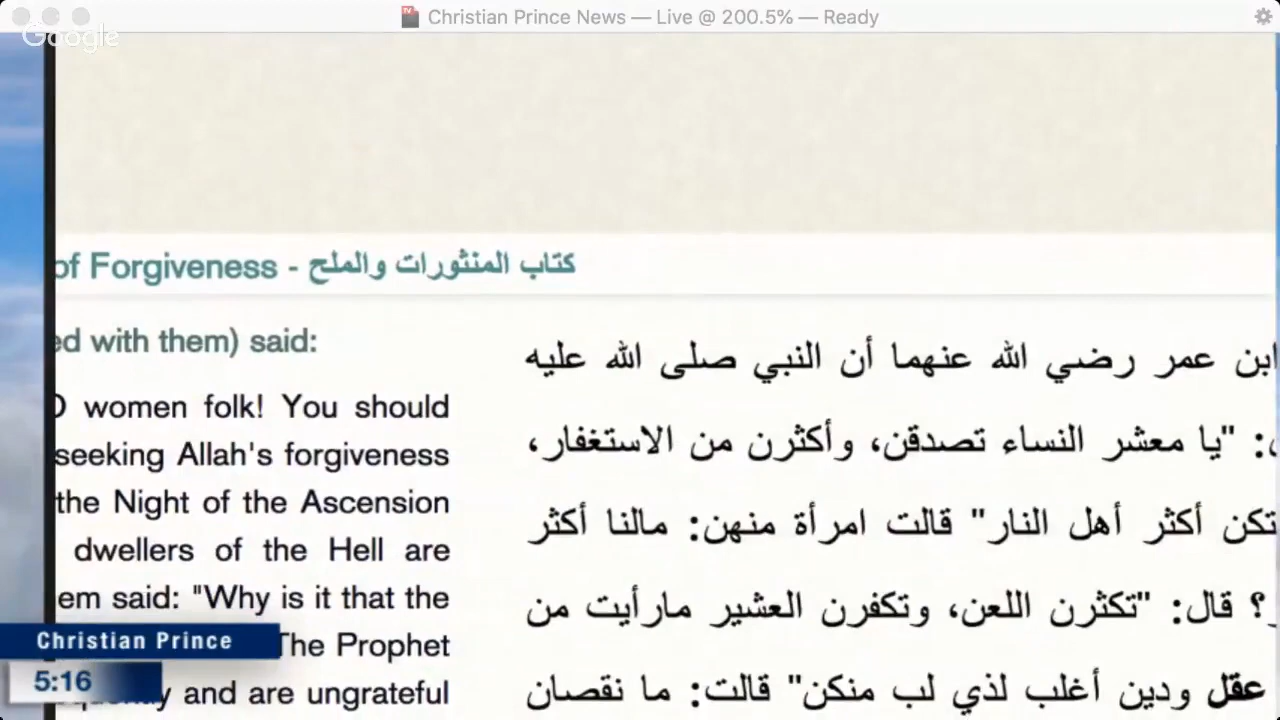 Christian Prince News — Live @ 200.5% — Ready
Google
of Forgiveness - كتاب المنثورات والملح
with them) said:
women folk! You should
seeking Allah's forgiveness
the Night of the Ascension
dwellers of the Hell are
said: "Why is it that the
The Prophet
and are ungrateful
ابن عمر رضي الله عنهما أن النبي صلى الله عليه
"يا معشر النساء تصدقن، وأكثرن من الاستغفار،
أكثر أهل النار" قالت امرأة منهن: مالنا أكثر
؟ قال: "تكثرن اللعن، وتكفرن العشير مارأيت من
عقل ودين أغلب لذي لب منكن" قالت: ما نقصان
Christian Prince
5:16